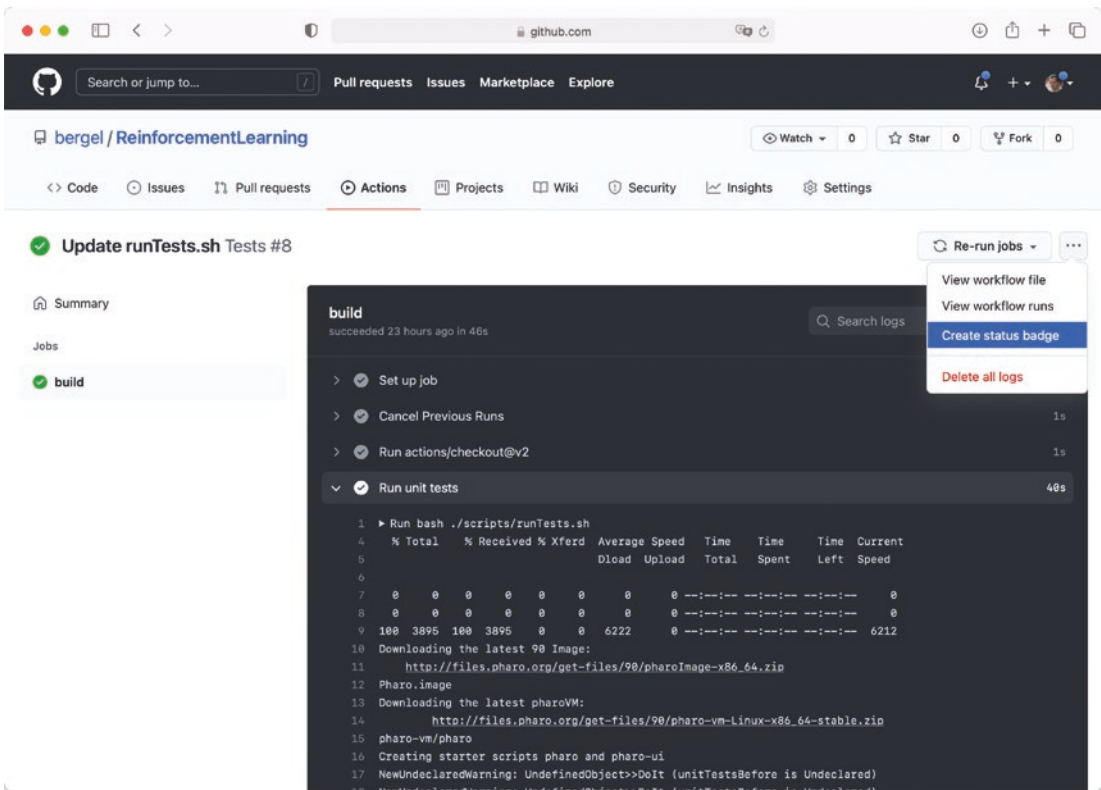 github.com
Search or jump to... / Pull requests Issues Marketplace Explore
bergel / ReinforcementLearning Watch 0 Star 0 Fork 0
<> Code Issues Pull requests Actions Projects Wiki Security Insights Settings
Update runTests.sh Tests #8 Re-run jobs ...
View workflow file
View workflow runs
Create status badge
Delete all logs
Summary
Jobs
build
build
succeeded 23 hours ago in 46s
Search logs
Set up job
Cancel Previous Runs 1s
Run actions/checkout@v2 1s
Run unit tests 40s
1 ▸ Run bash ./scripts/runTests.sh
4 % Total % Received % Xferd Average Speed Time Time Time Current
5 Dload Upload Total Spent Left Speed
6
7 0 0 0 0 0 0 0 0 --:--:-- --:--:-- --:--:-- 0
8 0 0 0 0 0 0 0 0 --:--:-- --:--:-- --:--:-- 0
9 100 3895 100 3895 0 0 6222 0 --:--:-- --:--:-- --:--:-- 6212
10 Downloading the latest 90 Image:
11 http://files.pharo.org/get-files/90/pharoImage-x86_64.zip
12 Pharo.image
13 Downloading the latest pharoVM:
14 http://files.pharo.org/get-files/90/pharo-vm-Linux-x86_64-stable.zip
15 pharo-vm/pharo
16 Creating starter scripts pharo and pharo-ui
17 NewUndeclaredWarning: UndefinedObject>>DoIt (unitTestsBefore is Undeclared)